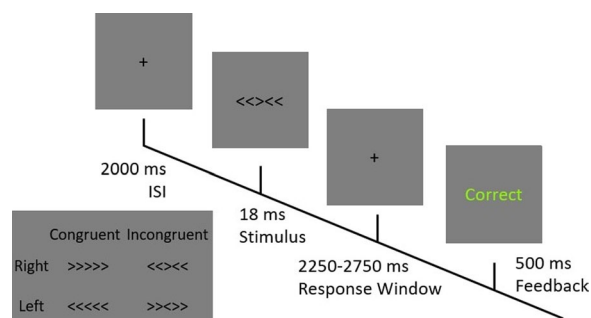 +
<<><<
+
Correct
2000 ms
ISI
18 ms
Stimulus
2250-2750 ms
Response Window
500 ms
Feedback
Congruent Incongruent
Right >>>>> <<><<
Left <<<<< >><>>